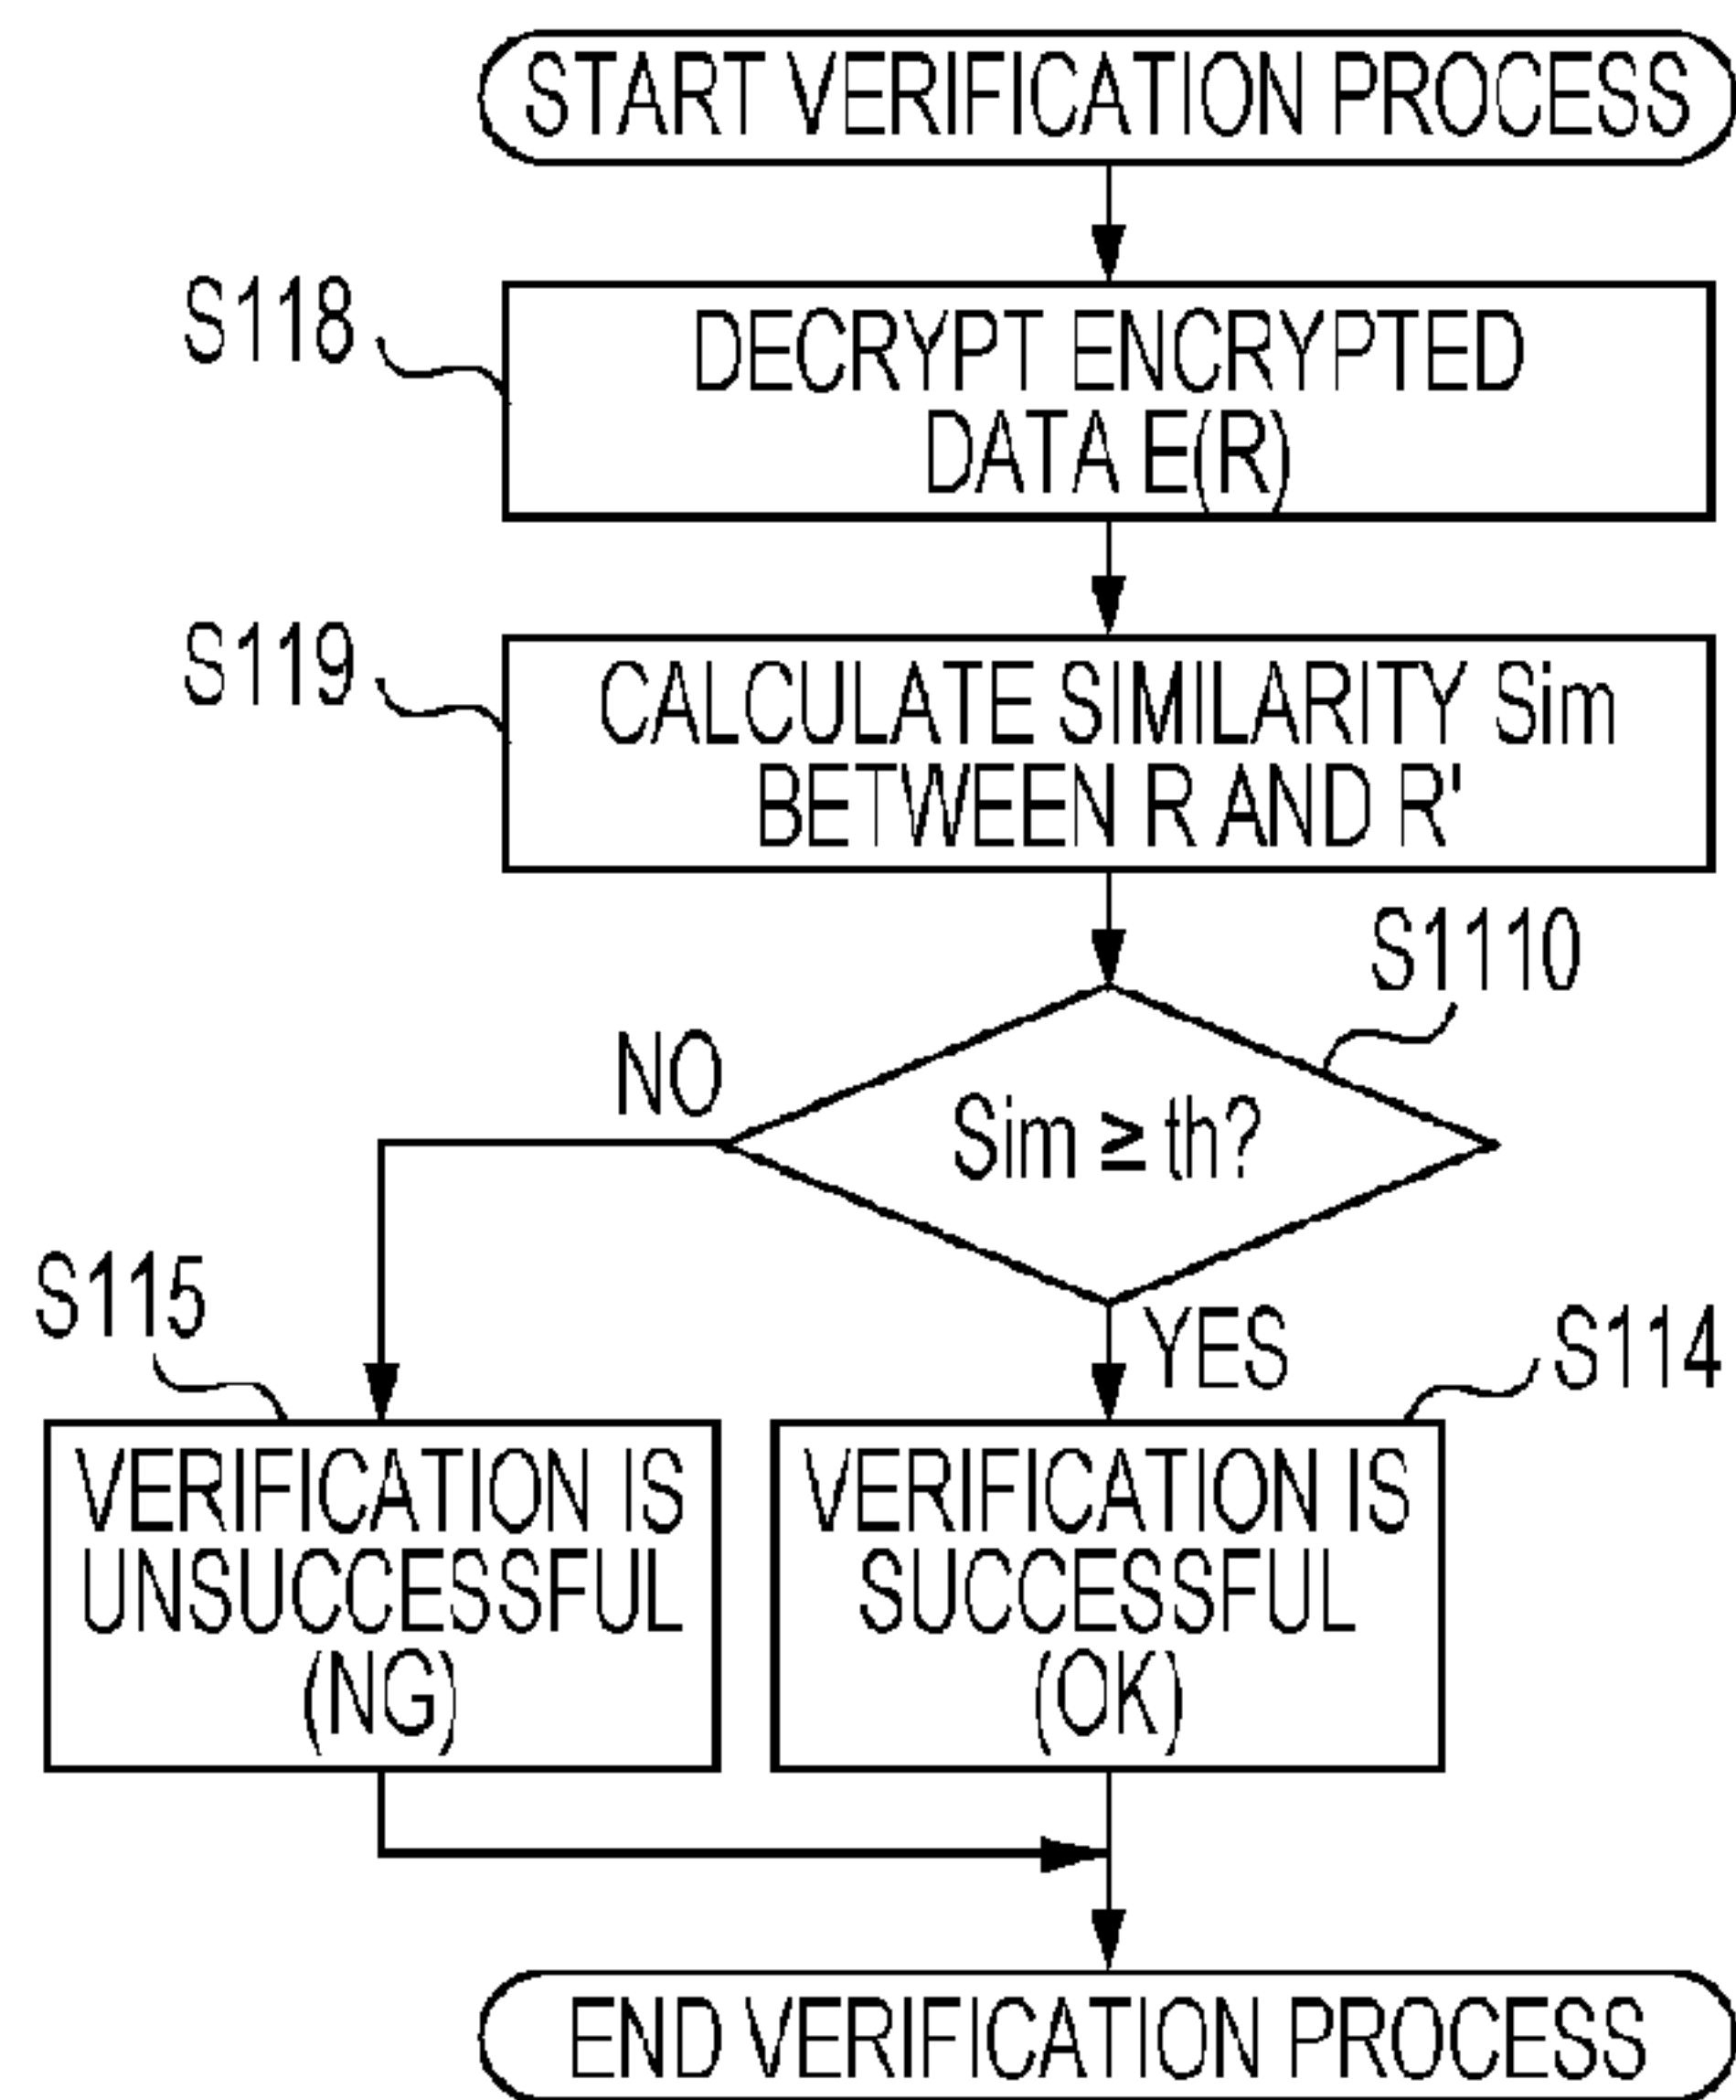 START VERIFICATION PROCESS
S118
DECRYPT ENCRYPTED
DATA E(R)
S119
CALCULATE SIMILARITY Sim
BETWEEN R AND R'
S1110
NO
Sim ≥ th?
S115
YES
S114
VERIFICATION IS
UNSUCCESSFUL
(NG)
VERIFICATION IS
SUCCESSFUL
(OK)
END VERIFICATION PROCESS